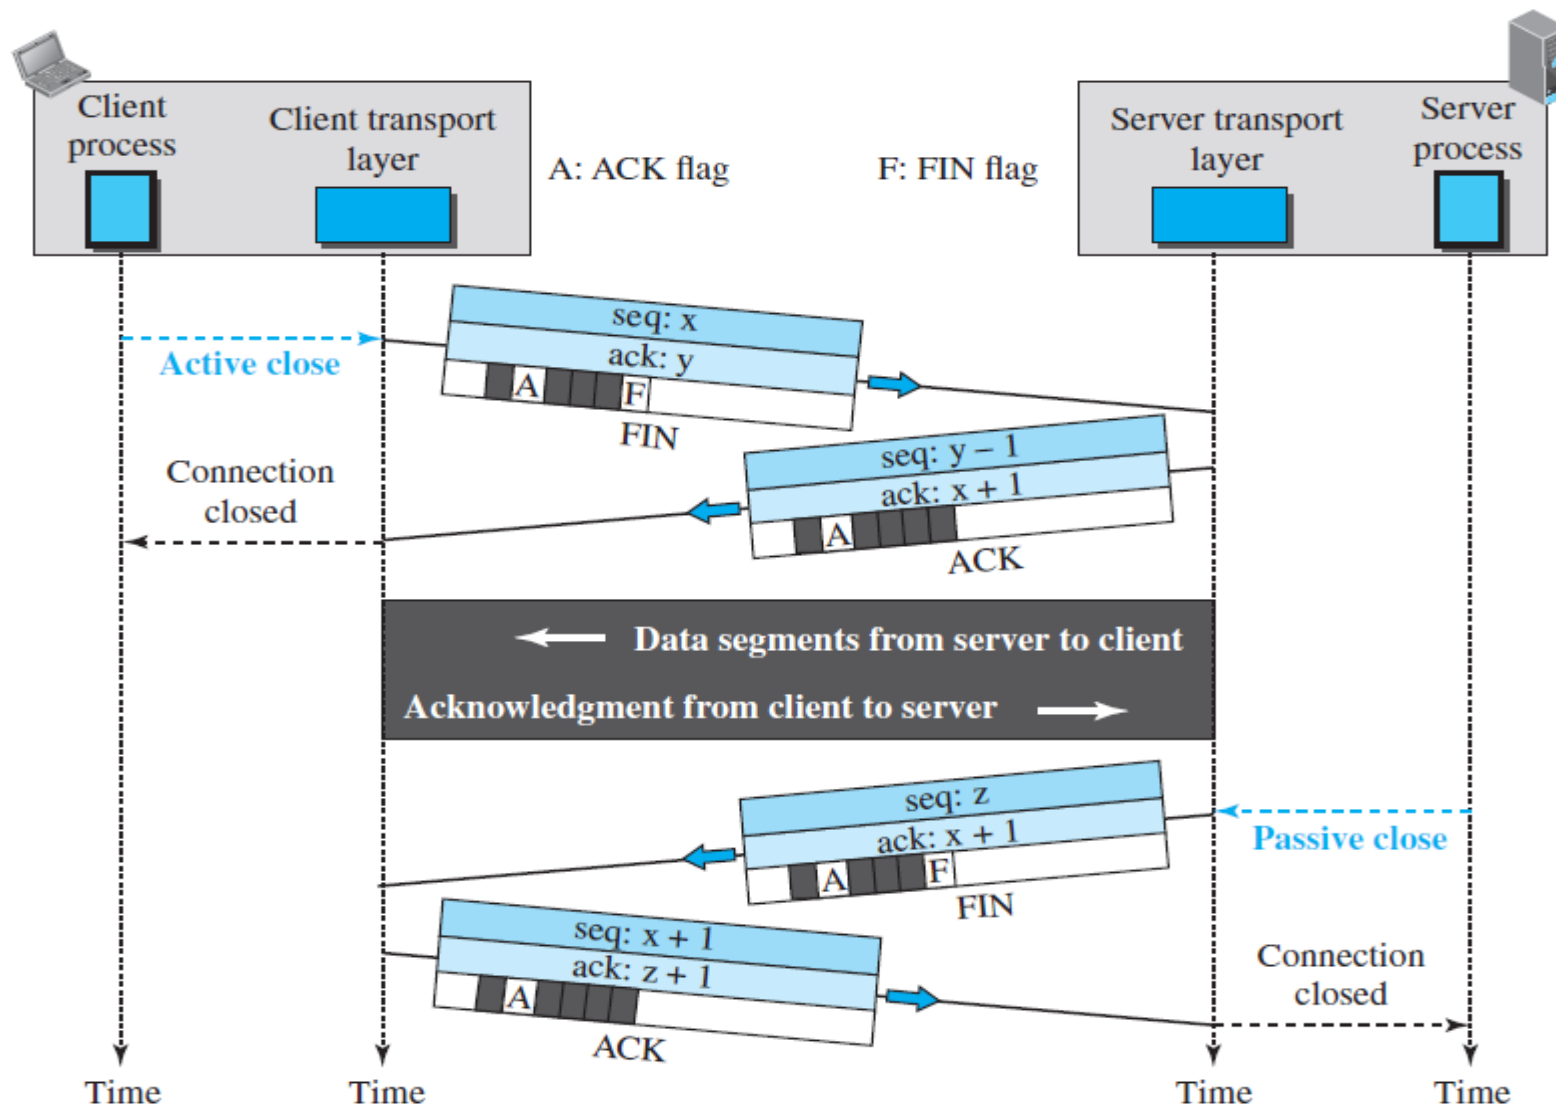 Client
process
Client transport
layer
A: ACK flag
F: FIN flag
Server transport
layer
Server
process
seq: x
ack: y
A
F
FIN
Active close
seq: y – 1
ack: x + 1
A
ACK
Connection
closed
Data segments from server to client
Acknowledgment from client to server
seq: z
ack: x + 1
A
F
FIN
Passive close
seq: x + 1
ack: z + 1
A
ACK
Connection
closed
Time
Time
Time
Time